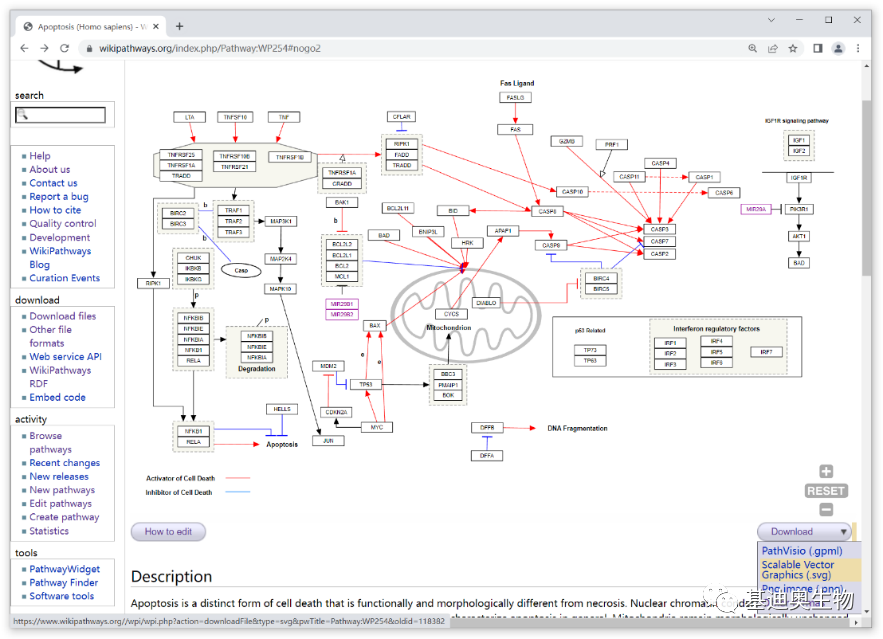 Apoptosis (Homo sapiens) - W
wikipathways.org/index.php/Pathway:WP254#nogo2
search
Help
About us
Contact us
Report a bug
How to cite
Quality control
Development
WikiPathways
Blog
Curation Events
download
Download files
Other file
formats
Web service API
WikiPathways
RDF
Embed code
activity
Browse
pathways
Recent changes
New releases
New pathways
Edit pathways
Create pathway
Statistics
tools
PathwayWidget
Pathway Finder
Software tools
Fas Ligand
FASLG
FAS
LTA
TNFSF10
TNF
CFLAR
TNFRSF25
TNFRSF1A
TRADD
TNFRSF10B
TNFRSF21
TNFRSF1B
RIPK1
FADD
TRADD
TNFRSF1A
CRADD
GZMB
PRF1
IGF1R signaling pathway
IGF1
IGF2
IGF1R
CASP4
CASP11
CASP1
CASP10
CASP6
BIRC2
BIRC3
b
b
TRAF1
TRAF2
TRAF3
MAP3K1
BAK1
b
BCL2L11
BID
CASP8
MIR29A
PIK3R1
AKT1
BAD
BAD
BNIP3L
HRK
APAF1
CASP9
CASP3
CASP7
CASP2
CHUK
IKBKB
IKBKG
Casp
MAP2K4
BCL2L2
BCL2L1
BCL2
MCL1
RIPK1
p
MAPK10
MIR29B1
MIR29B2
BIRC4
BIRC5
DIABLO
CYCS
Mitochondrion
NFKBIB
NFKBIE
NFKBIA
NFKB1
RELA
p
NFKBIB
NFKBIE
NFKBIA
Degradation
BAX
e
e
MDM2
TP53
BBC3
PMAIP1
BOK
p53 Related
TP73
TP63
Interferon regulatory factors
IRF1
IRF2
IRF3
IRF4
IRF5
IRF6
IRF7
HELLS
CDKN2A
MYC
NFKB1
RELA
Apoptosis
JUN
DFFB
DNA Fragmentation
DFFA
Activator of Cell Death
Inhibitor of Cell Death
RESET
How to edit
Download
PathVisio (.gpml)
Scalable Vector
Graphics (.svg)
Png image (.png)
Description
Apoptosis is a distinct form of cell death that is functionally and morphologically different from necrosis. Nuclear
基迪奥生物
https://www.wikipathways.org//wpi/wpi.php?action=downloadFile&type=svg&pwTitle=Pathway:WP254&oldid=118382